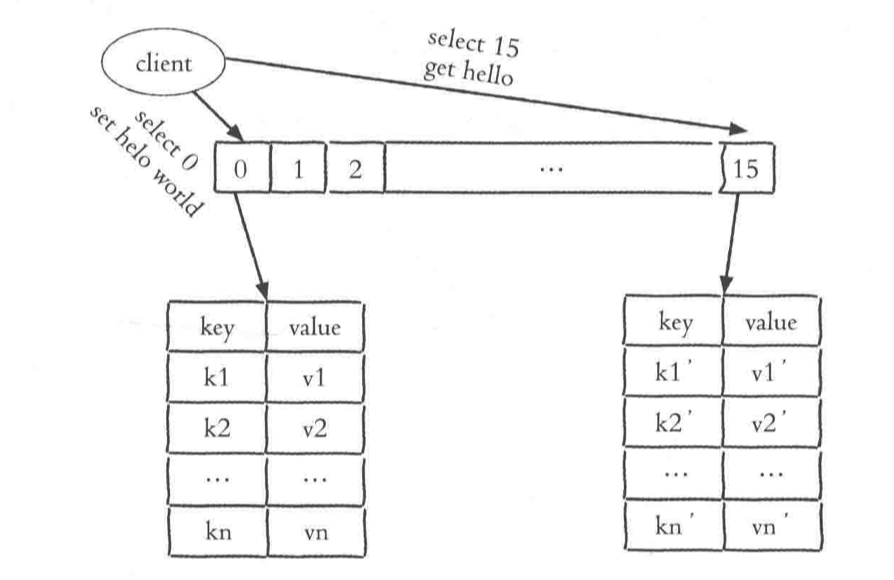 select 15
get hello
client
select 0
set helo world
0 1 2 ... 15
key value
k1 v1
k2 v2
... ...
kn vn
key value
k1' v1'
k2' v2'
... ...
kn' vn'